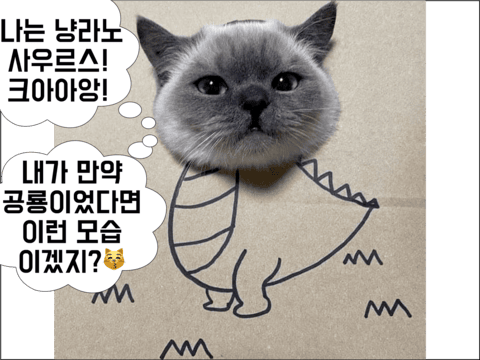 나는 냥라노
사우르스!
크아아앙!
내가 만약
공룡이었다면
이런 모습
이겠지?😽